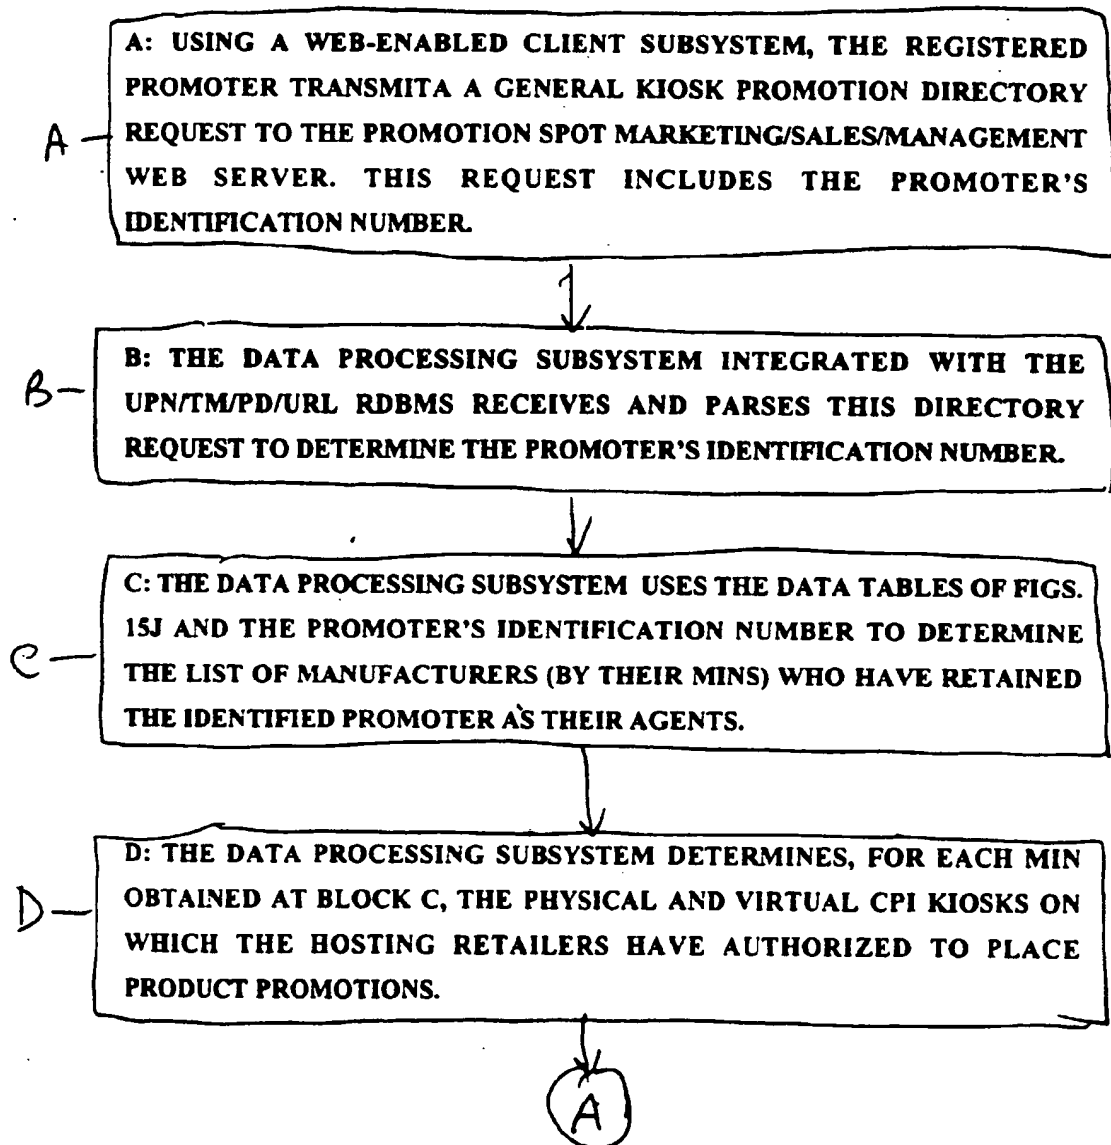 A: USING A WEB-ENABLED CLIENT SUBSYSTEM, THE REGISTERED
PROMOTER TRANSMITA A GENERAL KIOSK PROMOTION DIRECTORY
A
REQUEST TO THE PROMOTION SPOT MARKETING/SALES/MANAGEMENT
WEB SERVER. THIS REQUEST INCLUDES THE PROMOTER'S
IDENTIFICATION NUMBER.
B: THE DATA PROCESSING SUBSYSTEM INTEGRATED WITH THE
B
UPN/TM/PD/URL RDBMS RECEIVES AND PARSES THIS DIRECTORY
REQUEST TO DETERMINE THE PROMOTER'S IDENTIFICATION NUMBER.
C: THE DATA PROCESSING SUBSYSTEM USES THE DATA TABLES OF FIGS.
15J AND THE PROMOTER'S IDENTIFICATION NUMBER TO DETERMINE
C
THE LIST OF MANUFACTURERS (BY THEIR MINS) WHO HAVE RETAINED
THE IDENTIFIED PROMOTER AS THEIR AGENTS.
D: THE DATA PROCESSING SUBSYSTEM DETERMINES, FOR EACH MIN
OBTAINED AT BLOCK C, THE PHYSICAL AND VIRTUAL CPI KIOSKS ON
D
WHICH THE HOSTING RETAILERS HAVE AUTHORIZED TO PLACE
PRODUCT PROMOTIONS.
A